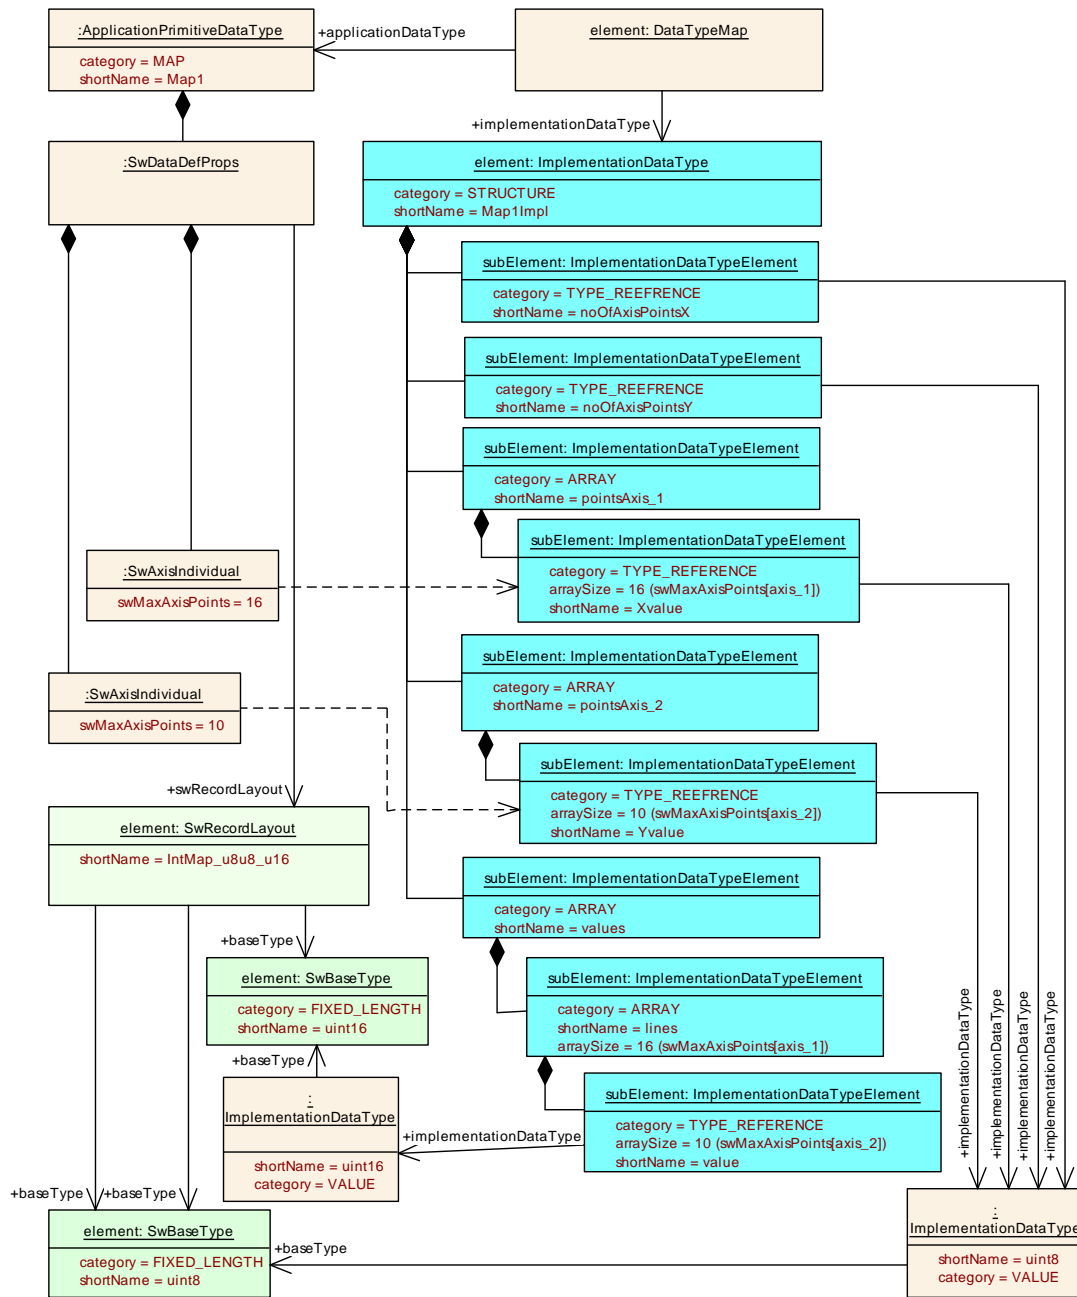 :ApplicationPrimitiveDataType
category = MAP
shortName = Map1
+applicationDataType
element: DataTypeMap
+implementationDataType
:SwDataDefProps
element: ImplementationDataType
category = STRUCTURE
shortName = Map1Impl
subElement: ImplementationDataTypeElement
category = TYPE_REEFRENCE
shortName = noOfAxisPointsX
subElement: ImplementationDataTypeElement
category = TYPE_REEFRENCE
shortName = noOfAxisPointsY
subElement: ImplementationDataTypeElement
category = ARRAY
shortName = pointsAxis_1
subElement: ImplementationDataTypeElement
category = TYPE_REFERENCE
arraySize = 16 (swMaxAxisPoints[axis_1])
shortName = Xvalue
:SwAxisIndividual
swMaxAxisPoints = 16
subElement: ImplementationDataTypeElement
category = ARRAY
shortName = pointsAxis_2
:SwAxisIndividual
swMaxAxisPoints = 10
subElement: ImplementationDataTypeElement
category = TYPE_REEFRENCE
arraySize = 10 (swMaxAxisPoints[axis_2])
shortName = Yvalue
+swRecordLayout
element: SwRecordLayout
shortName = IntMap_u8u8_u16
subElement: ImplementationDataTypeElement
category = ARRAY
shortName = values
+baseType
element: SwBaseType
category = FIXED_LENGTH
shortName = uint16
subElement: ImplementationDataTypeElement
category = ARRAY
shortName = lines
arraySize = 16 (swMaxAxisPoints[axis_1])
+baseType
:
ImplementationDataType
shortName = uint16
category = VALUE
+implementationDataType
subElement: ImplementationDataTypeElement
category = TYPE_REFERENCE
arraySize = 10 (swMaxAxisPoints[axis_2])
shortName = value
+implementationDataType
+implementationDataType
+implementationDataType
+implementationDataType
+baseType
+baseType
element: SwBaseType
category = FIXED_LENGTH
shortName = uint8
+baseType
:
ImplementationDataType
shortName = uint8
category = VALUE